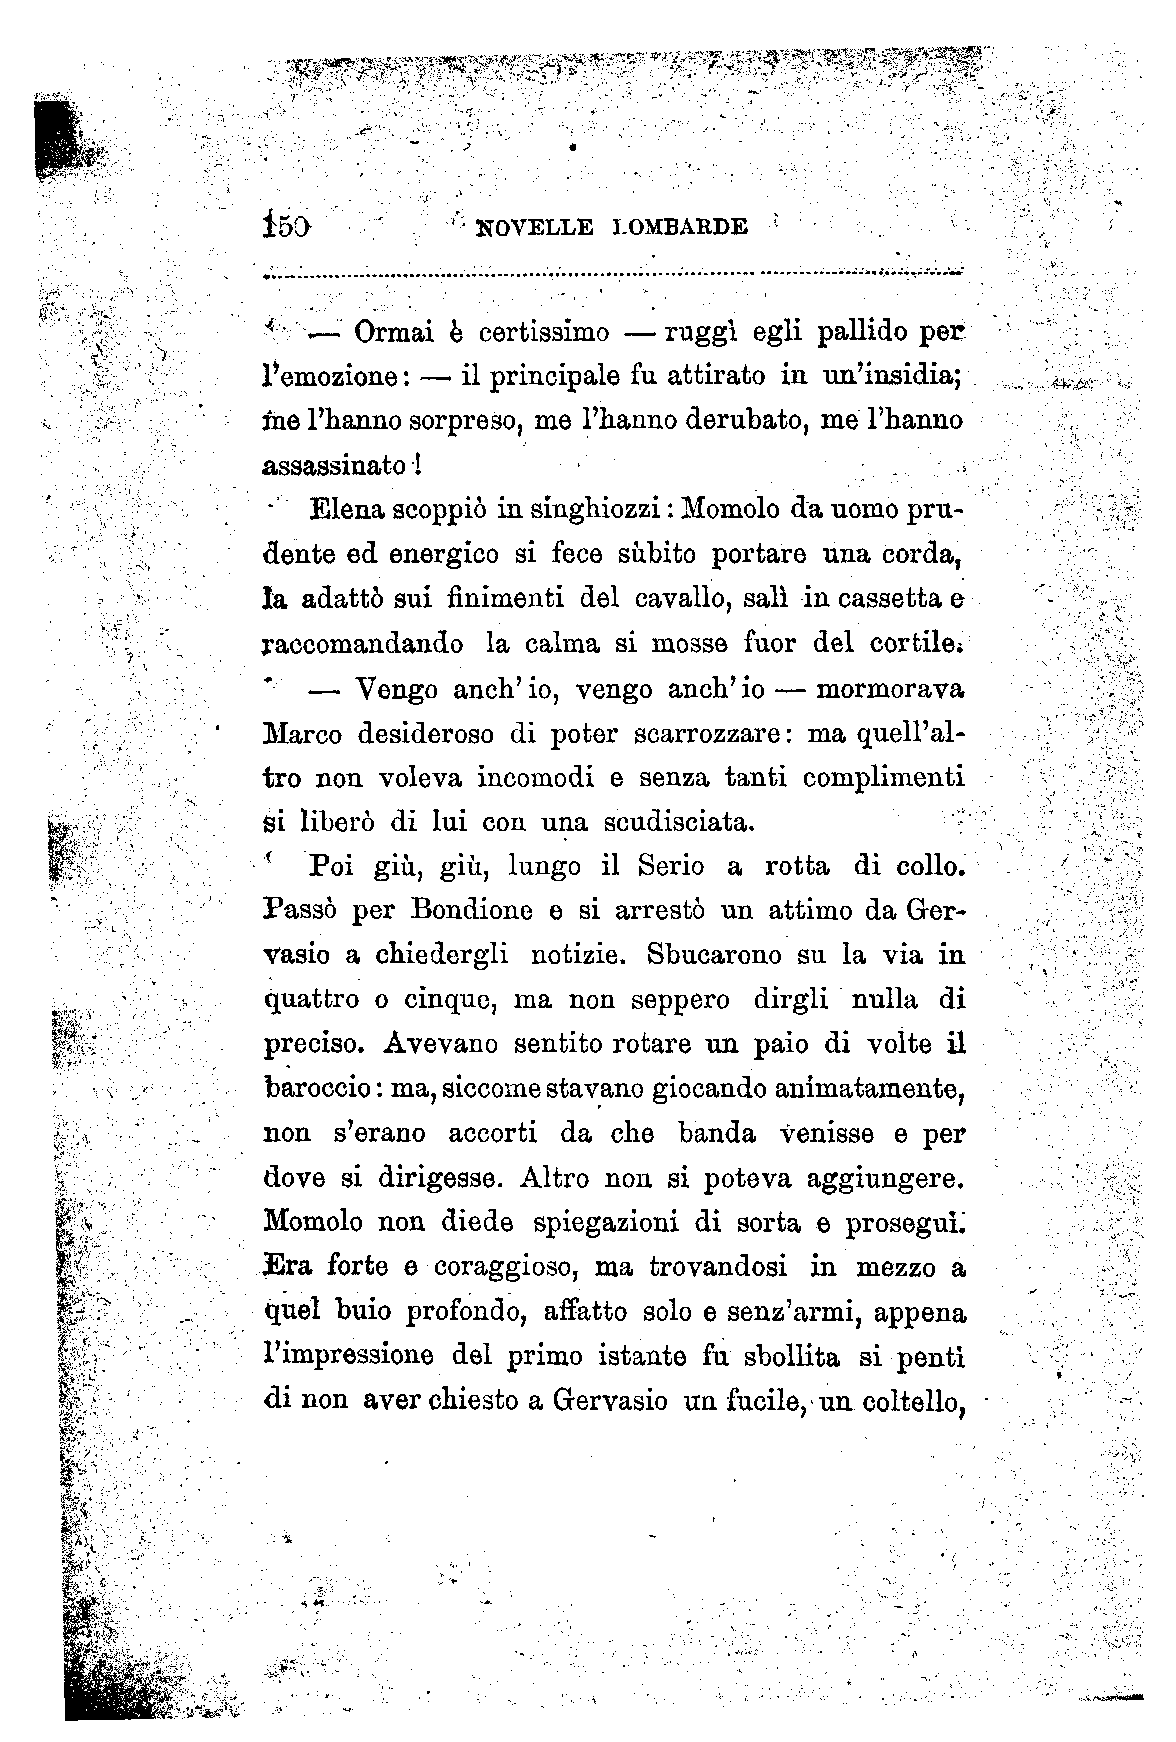 150 NOVELLE LOMBARDE
— Ormai è certissimo — ruggì egli pallido per
l'emozione: — il principale fu attirato in un'insidia;
me l'hanno sorpreso, me l'hanno derubato, me l'hanno
assassinato!
Elena scoppiò in singhiozzi: Momolo da uomo pru-
dente ed energico si fece sùbito portare una corda,
la adattò sui finimenti del cavallo, salì in cassetta e
raccomandando la calma si mosse fuor del cortile.
— Vengo anch'io, vengo anch'io — mormorava
Marco desideroso di poter scarrozzare: ma quell'al-
tro non voleva incomodi e senza tanti complimenti
si liberò di lui con una scudisciata.
Poi giù, giù, lungo il Serio a rotta di collo.
Passò per Bondione e si arrestò un attimo da Ger-
vasio a chiedergli notizie. Sbucarono su la via in
quattro o cinque, ma non seppero dirgli nulla di
preciso. Avevano sentito rotare un paio di volte il
baroccio: ma, siccome stavano giocando animatamente,
non s'erano accorti da che banda venisse e per
dove si dirigesse. Altro non si poteva aggiungere.
Momolo non diede spiegazioni di sorta e proseguì.
Era forte e coraggioso, ma trovandosi in mezzo a
quel buio profondo, affatto solo e senz'armi, appena
l'impressione del primo istante fu sbollita si pentì
di non aver chiesto a Gervasio un fucile, un coltello,